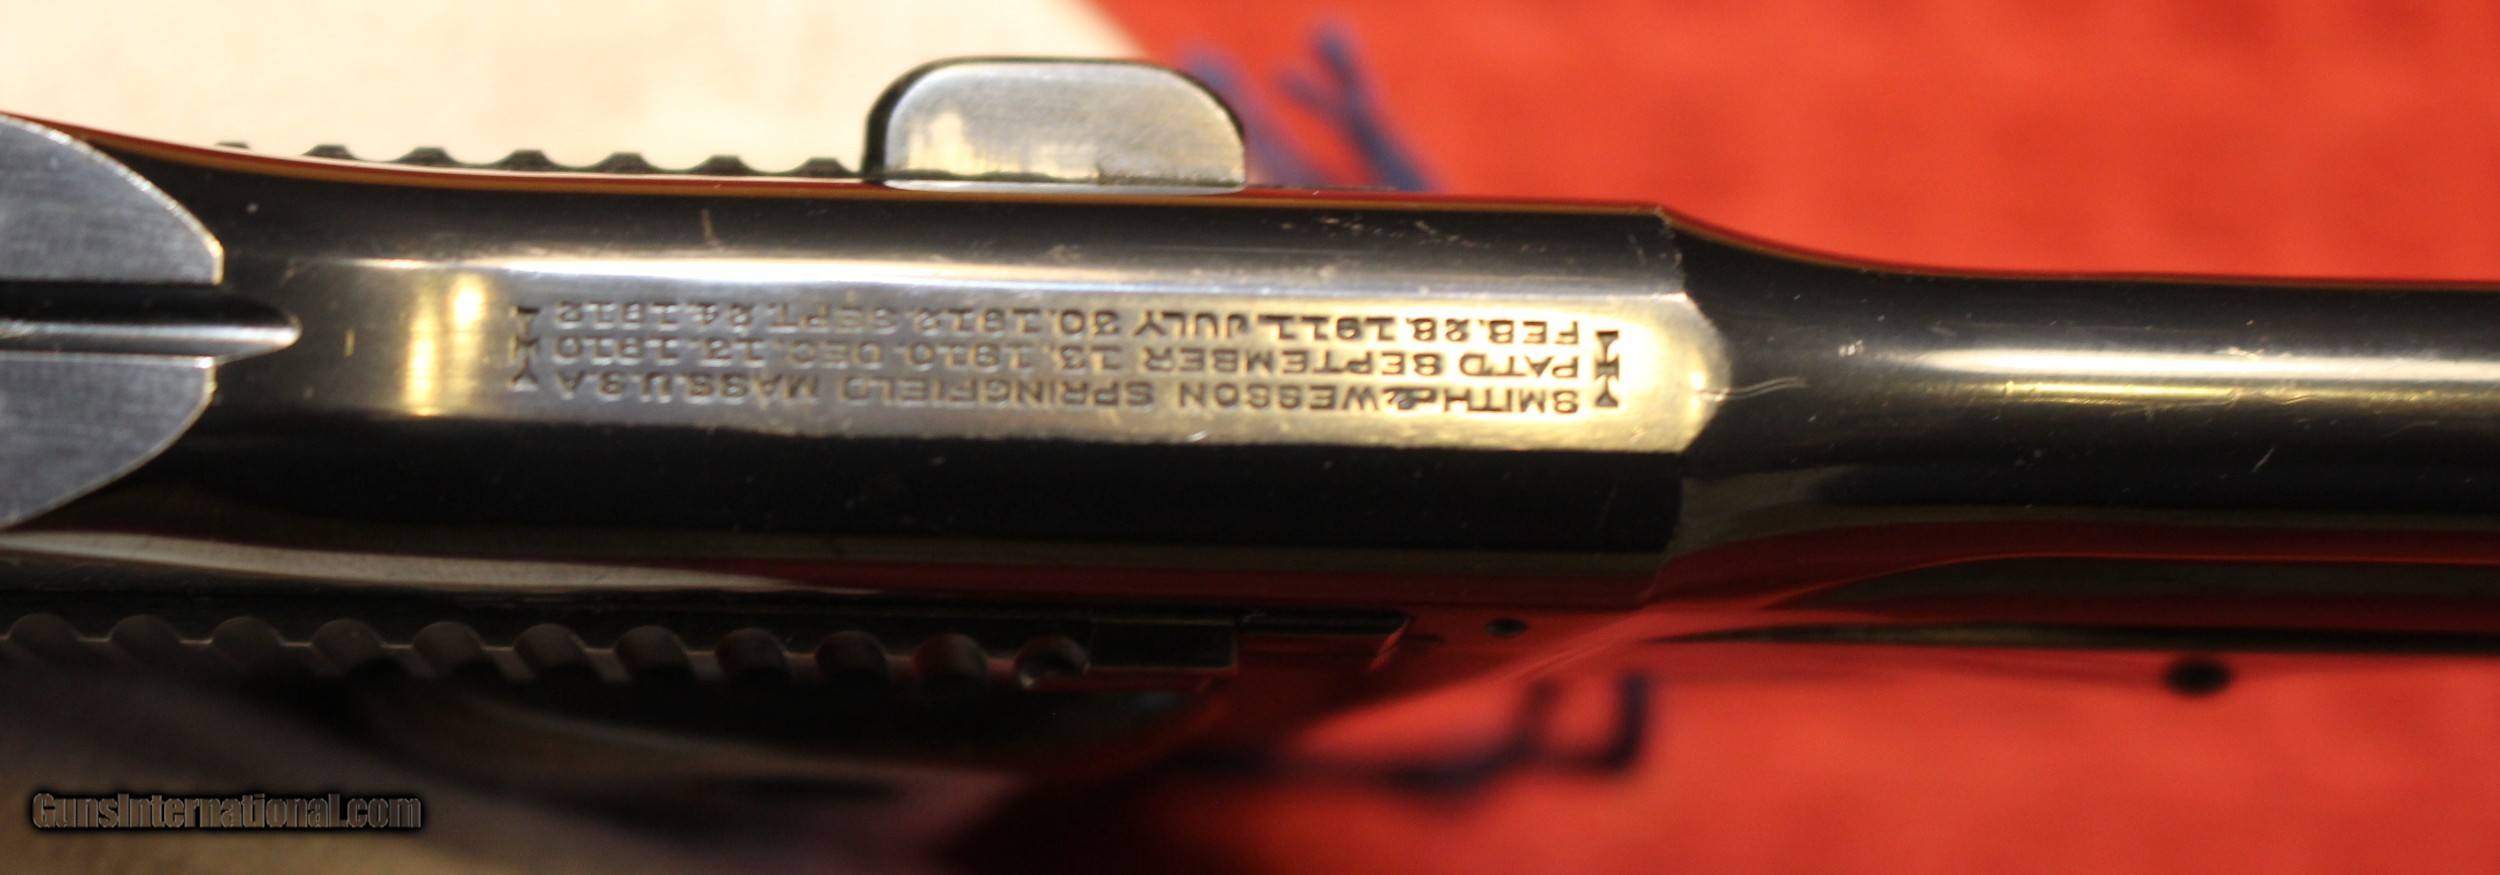 SMITH & WESSON SPRINGFIELD MASS. U.S.A.
PAT'D SEPTEMBER 13, 1910. DEC. 13, 1910
FEB. 28, 1911. JULY 30, 1912. SEPT. 24, 1912
GunsInternational.com